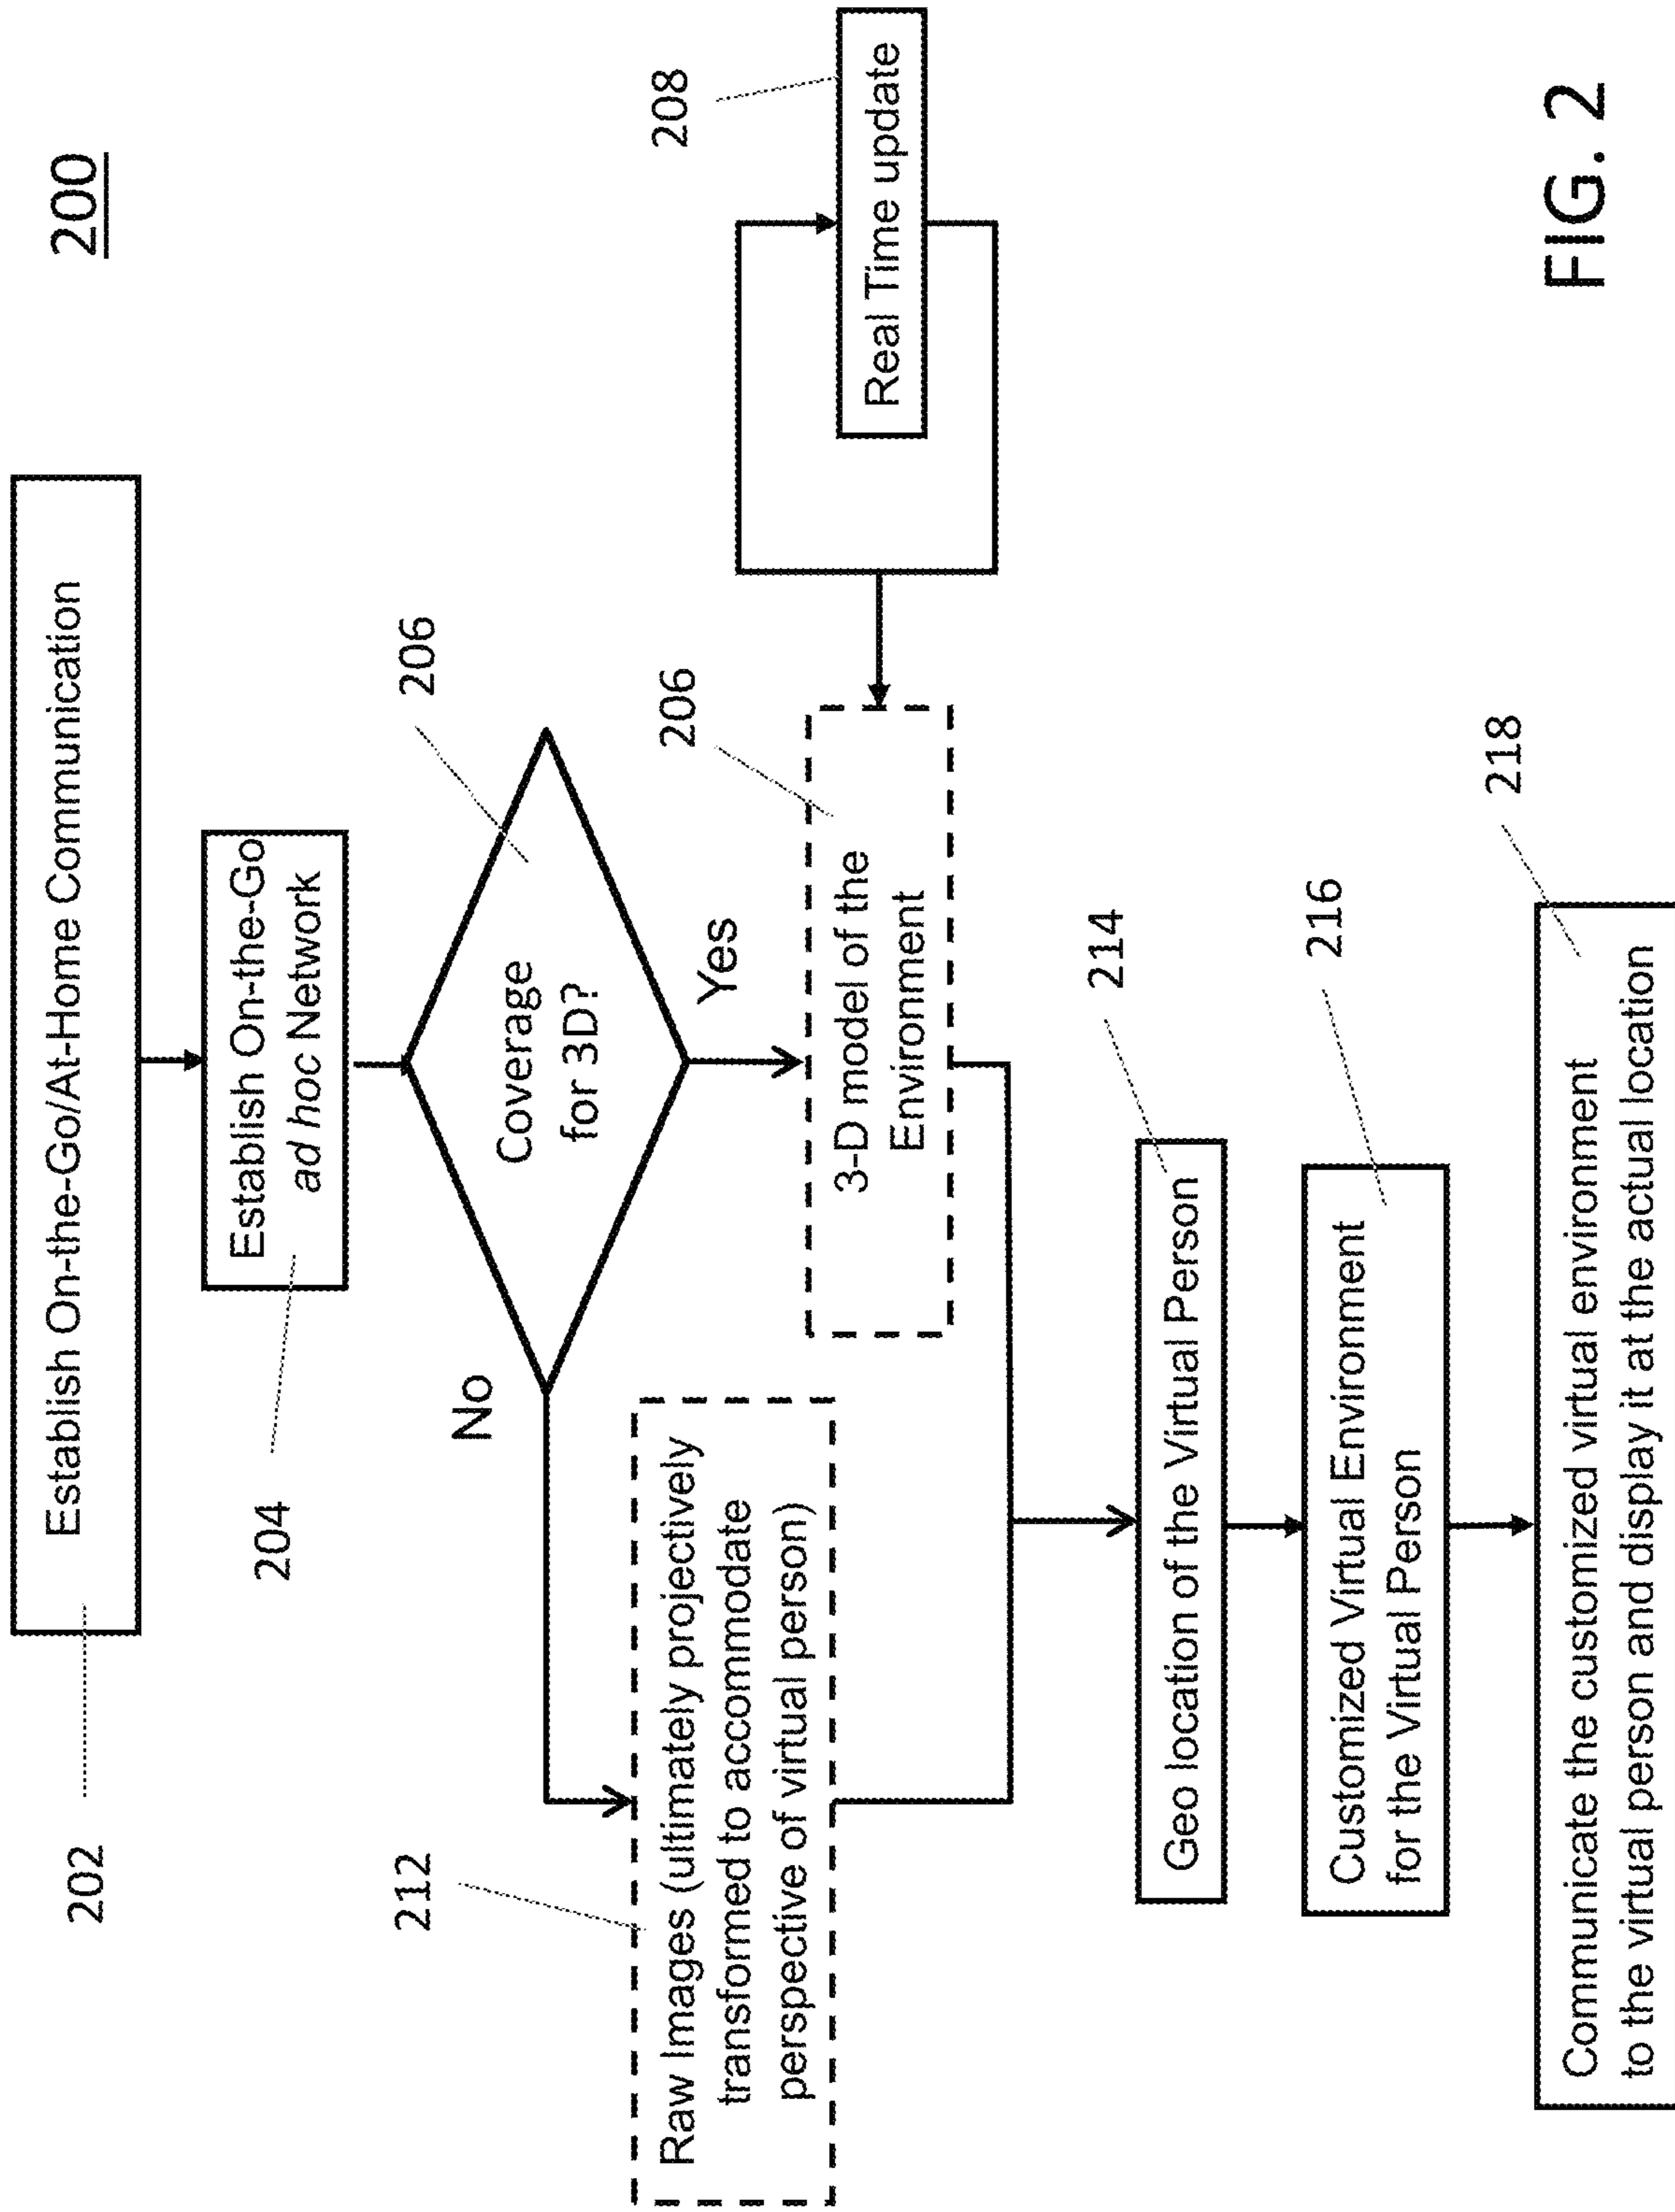 200
202
Establish On-the-Go/At-Home Communication
204
Establish On-the-Go
ad hoc Network
206
Coverage
for 3D?
No
Yes
212
Raw Images (ultimately projectively
transformed to accommodate
perspective of virtual person)
206
3-D model of the
Environment
208
Real Time update
214
Geo location of the Virtual Person
216
Customized Virtual Environment
for the Virtual Person
218
Communicate the customized virtual environment
to the virtual person and display it at the actual location
FIG. 2